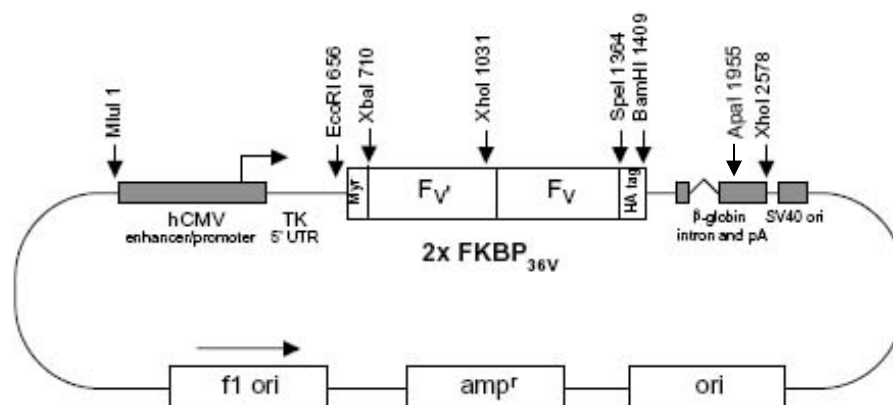 MluI 1
EcoRI 656
XbaI 710
XhoI 1031
SpeI 1364
BamHI 1409
ApaI 1955
XhoI 2578
Myr
Fv'
Fv
HA tag
hCMV
enhancer/promoter
TK
5' UTR
β-globin
intron and pA
SV40 ori
2x FKBP36V
f1 ori
ampr
ori